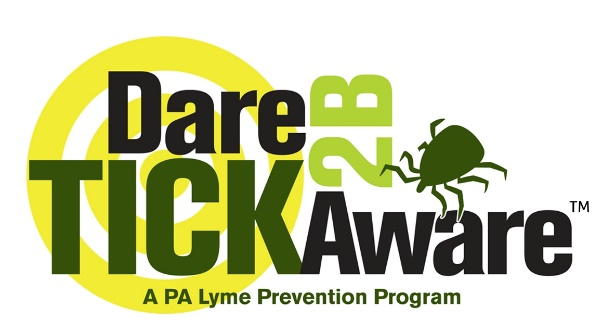 Dare 2B
TICK Aware™
A PA Lyme Prevention Program